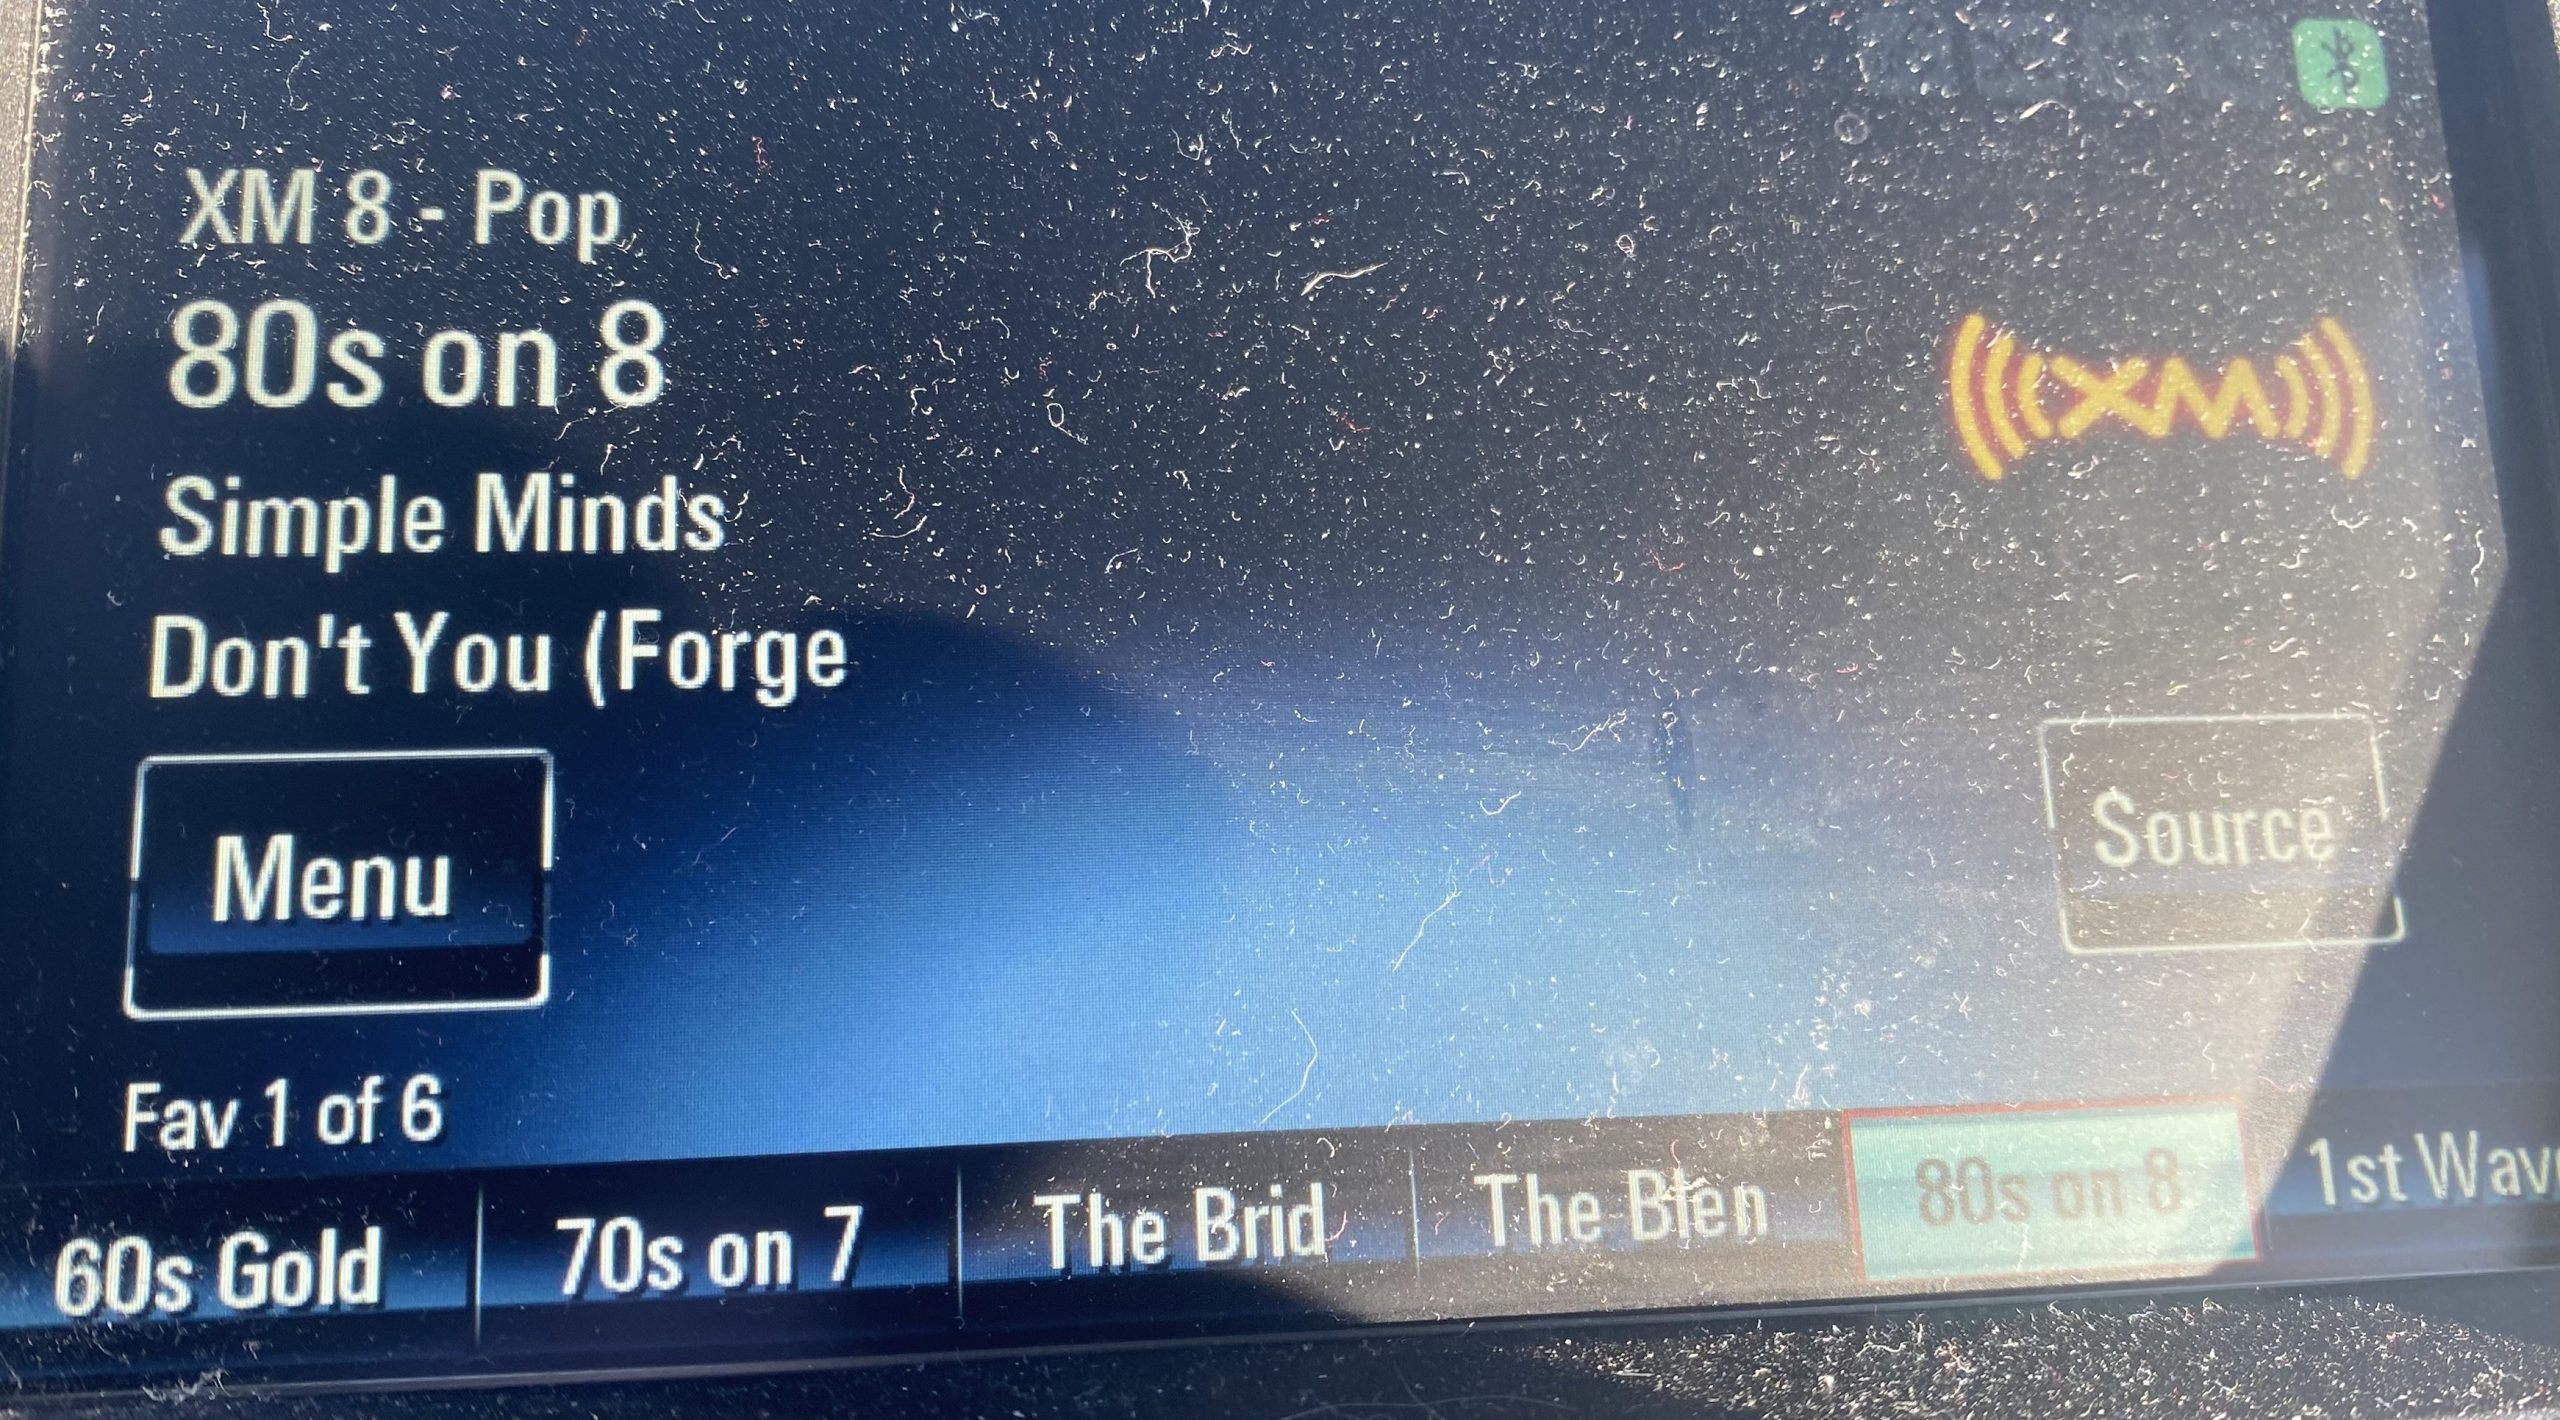 XM 8 - Pop
80s on 8
((( XM )))
Simple Minds
Don't You (Forge
Menu
Source
Fav 1 of 6
60s Gold
70s on 7
The Brid
The Blen
80s on 8
1st Wav